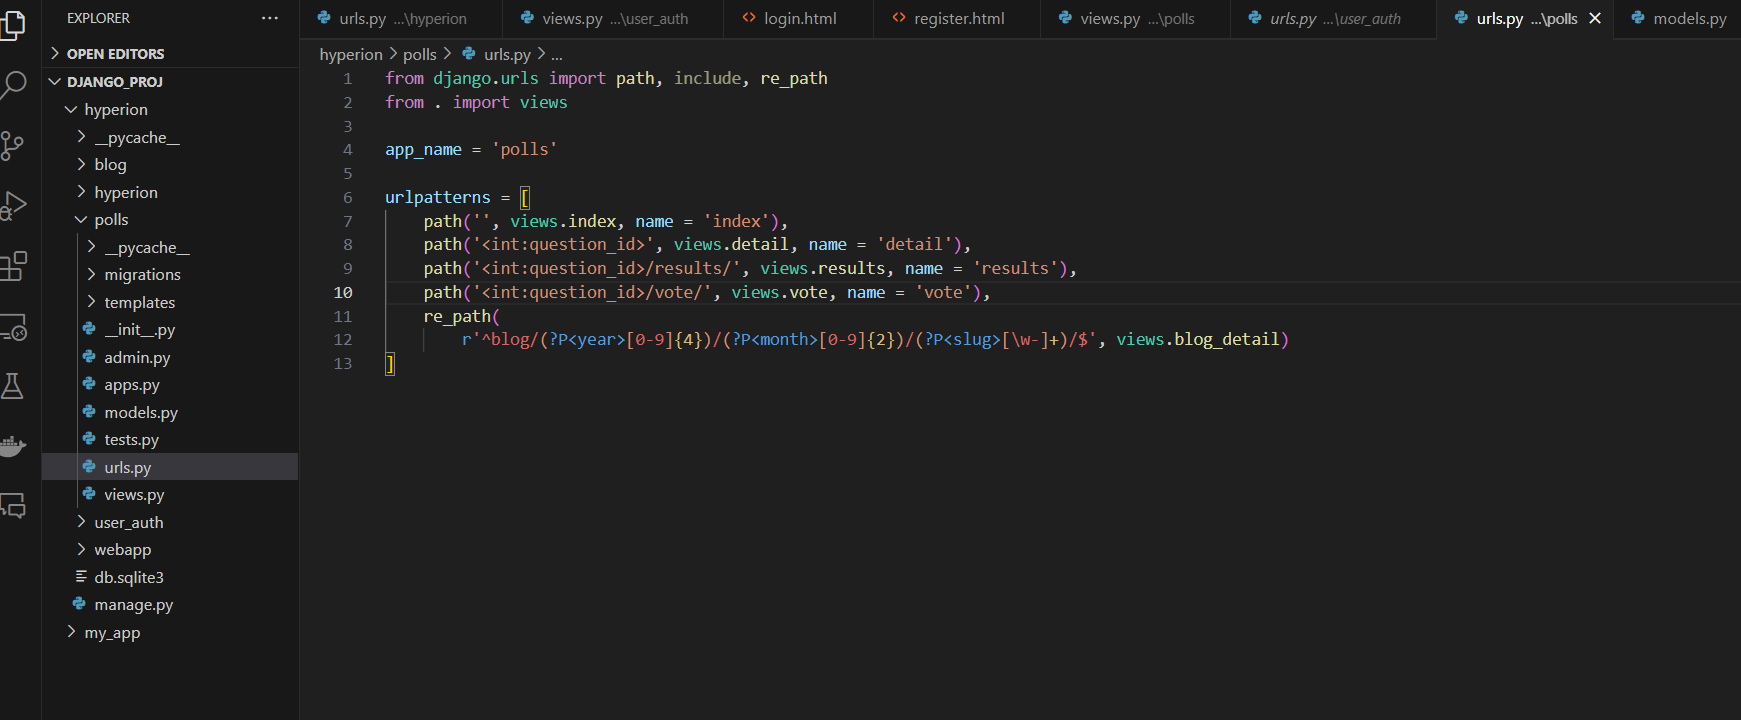 EXPLORER ···
OPEN EDITORS
DJANGO_PROJ
hyperion
__pycache__
blog
hyperion
polls
__pycache__
migrations
templates
__init__.py
admin.py
apps.py
models.py
tests.py
urls.py
views.py
user_auth
webapp
db.sqlite3
manage.py
my_app
urls.py ...\hyperion views.py ...\user_auth login.html register.html views.py ...\polls urls.py ...\user_auth urls.py ...\polls models.py
hyperion > polls > urls.py > ...
1 from django.urls import path, include, re_path
2 from . import views
3
4 app_name = 'polls'
5
6 urlpatterns = [
7 path('', views.index, name = 'index'),
8 path('<int:question_id>', views.detail, name = 'detail'),
9 path('<int:question_id>/results/', views.results, name = 'results'),
10 path('<int:question_id>/vote/', views.vote, name = 'vote'),
11 re_path(
12 r'^blog/(?P<year>[0-9]{4})/(?P<month>[0-9]{2})/(?P<slug>[\w-]+)/$', views.blog_detail)
13 ]